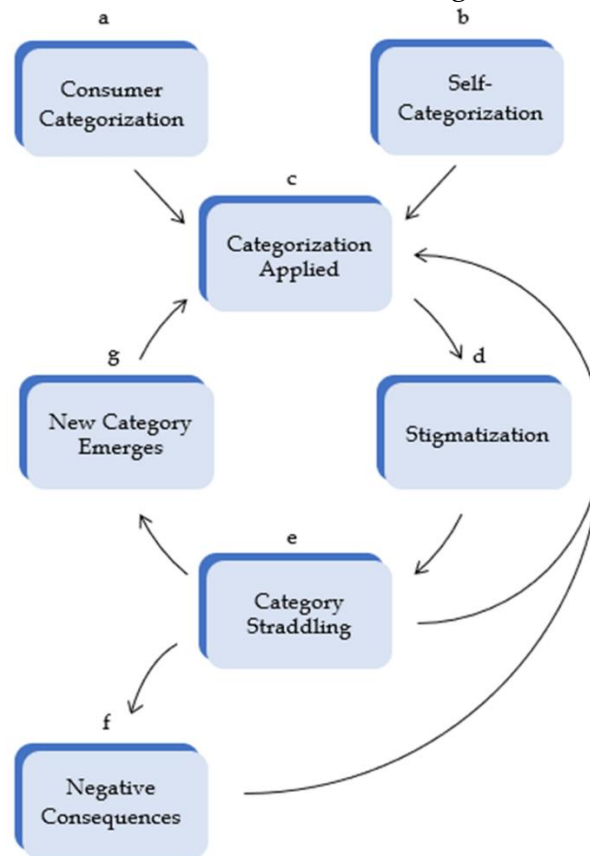 a
Consumer
Categorization
b
Self-
Categorization
c
Categorization
Applied
g
New Category
Emerges
d
Stigmatization
e
Category
Straddling
f
Negative
Consequences